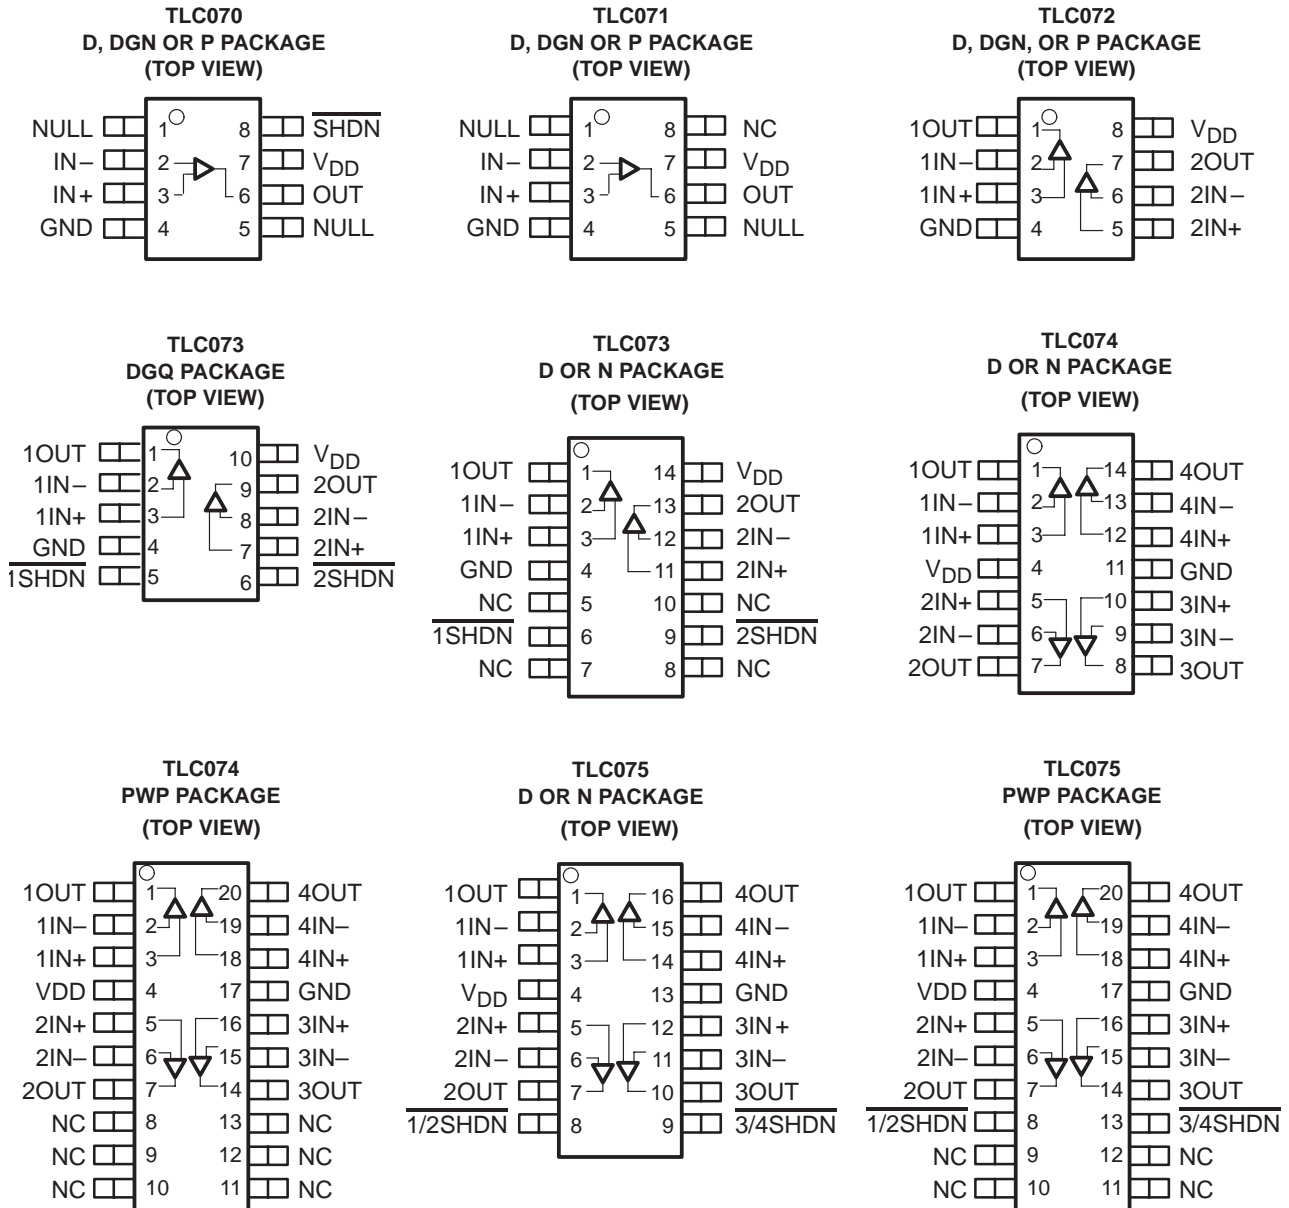 TLC070
D, DGN OR P PACKAGE
(TOP VIEW)
NULL 1 8 SHDN
IN− 2 7 VDD
IN+ 3 6 OUT
GND 4 5 NULL
TLC071
D, DGN OR P PACKAGE
(TOP VIEW)
NULL 1 8 NC
IN− 2 7 VDD
IN+ 3 6 OUT
GND 4 5 NULL
TLC072
D, DGN, OR P PACKAGE
(TOP VIEW)
1OUT 1 8 VDD
1IN− 2 7 2OUT
1IN+ 3 6 2IN−
GND 4 5 2IN+
TLC073
DGQ PACKAGE
(TOP VIEW)
1OUT 1 10 VDD
1IN− 2 9 2OUT
1IN+ 3 8 2IN−
GND 4 7 2IN+
1SHDN 5 6 2SHDN
TLC073
D OR N PACKAGE
(TOP VIEW)
1OUT 1 14 VDD
1IN− 2 13 2OUT
1IN+ 3 12 2IN−
GND 4 11 2IN+
NC 5 10 NC
1SHDN 6 9 2SHDN
NC 7 8 NC
TLC074
D OR N PACKAGE
(TOP VIEW)
1OUT 1 14 4OUT
1IN− 2 13 4IN−
1IN+ 3 12 4IN+
VDD 4 11 GND
2IN+ 5 10 3IN+
2IN− 6 9 3IN−
2OUT 7 8 3OUT
TLC074
PWP PACKAGE
(TOP VIEW)
1OUT 1 20 4OUT
1IN− 2 19 4IN−
1IN+ 3 18 4IN+
VDD 4 17 GND
2IN+ 5 16 3IN+
2IN− 6 15 3IN−
2OUT 7 14 3OUT
NC 8 13 NC
NC 9 12 NC
NC 10 11 NC
TLC075
D OR N PACKAGE
(TOP VIEW)
1OUT 1 16 4OUT
1IN− 2 15 4IN−
1IN+ 3 14 4IN+
VDD 4 13 GND
2IN+ 5 12 3IN+
2IN− 6 11 3IN−
2OUT 7 10 3OUT
1/2SHDN 8 9 3/4SHDN
TLC075
PWP PACKAGE
(TOP VIEW)
1OUT 1 20 4OUT
1IN− 2 19 4IN−
1IN+ 3 18 4IN+
VDD 4 17 GND
2IN+ 5 16 3IN+
2IN− 6 15 3IN−
2OUT 7 14 3OUT
1/2SHDN 8 13 3/4SHDN
NC 9 12 NC
NC 10 11 NC